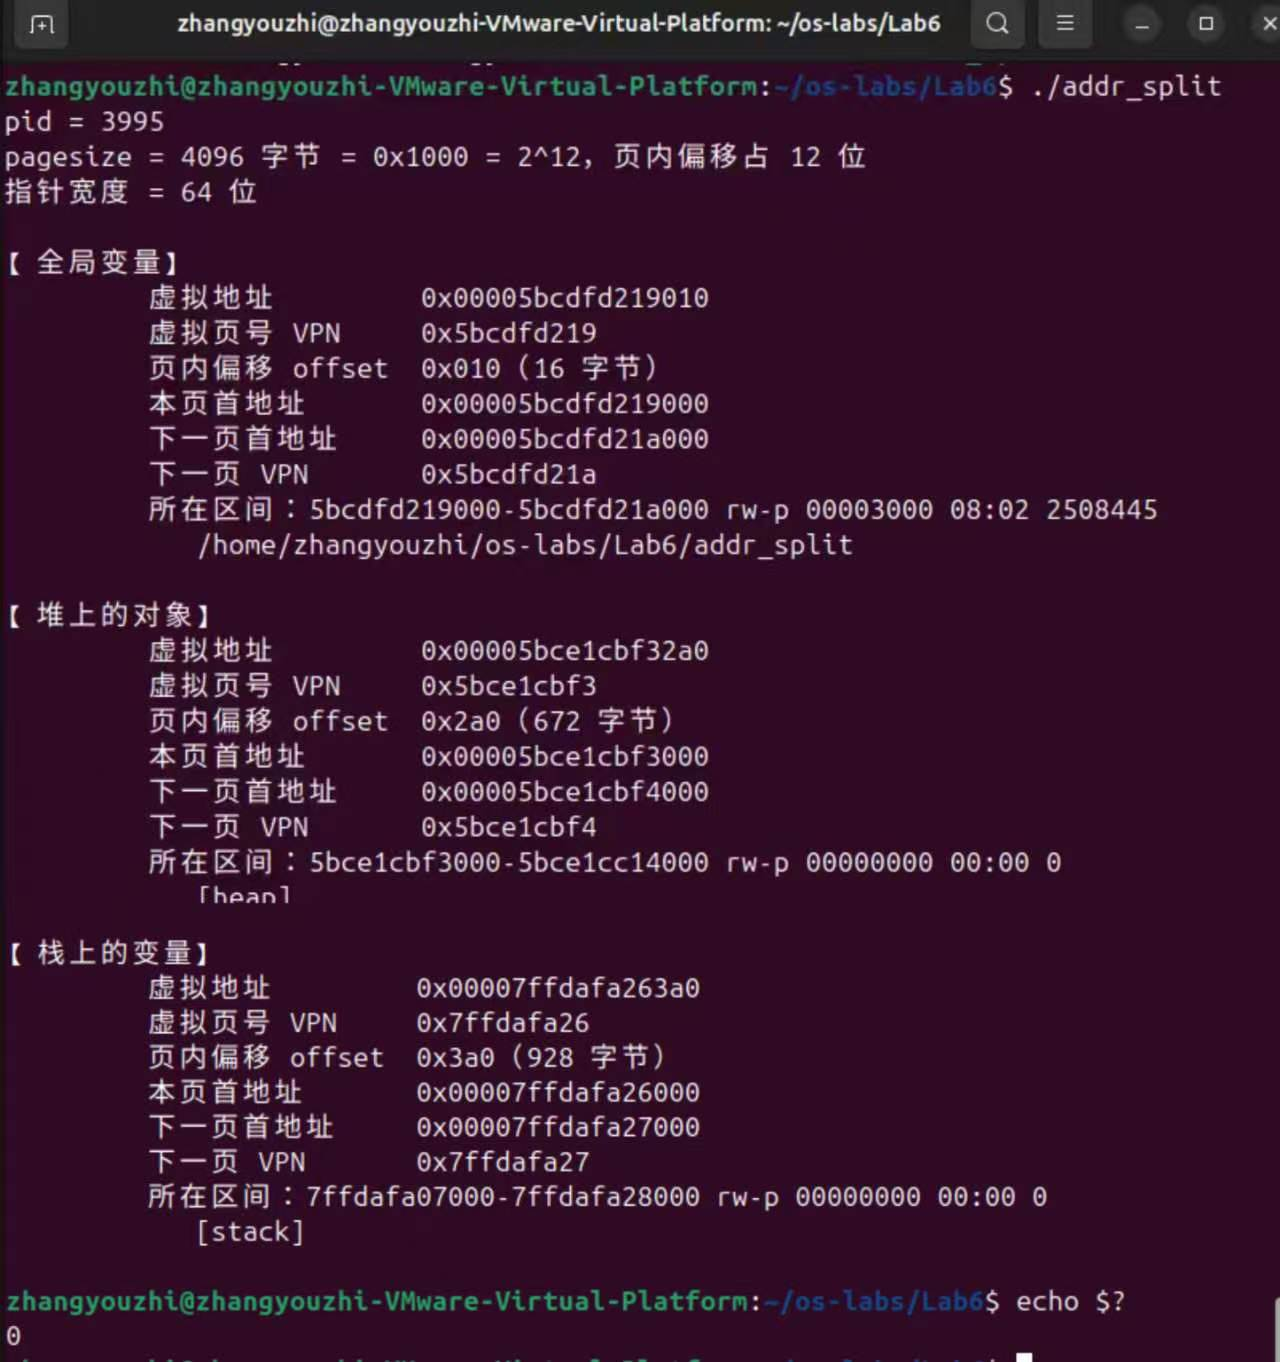 zhangyouzhi@zhangyouzhi-VMware-Virtual-Platform: ~/os-labs/Lab6
zhangyouzhi@zhangyouzhi-VMware-Virtual-Platform:~/os-labs/Lab6$ ./addr_split
pid = 3995
pagesize = 4096 字节 = 0x1000 = 2^12，页内偏移占 12 位
指针宽度 = 64 位
【全局变量】
虚拟地址 0x00005bcdfd219010
虚拟页号 VPN 0x5bcdfd219
页内偏移 offset 0x010（16 字节）
本页首地址 0x00005bcdfd219000
下一页首地址 0x00005bcdfd21a000
下一页 VPN 0x5bcdfd21a
所在区间：5bcdfd219000-5bcdfd21a000 rw-p 00003000 08:02 2508445
/home/zhangyouzhi/os-labs/Lab6/addr_split
【堆上的对象】
虚拟地址 0x00005bce1cbf32a0
虚拟页号 VPN 0x5bce1cbf3
页内偏移 offset 0x2a0（672 字节）
本页首地址 0x00005bce1cbf3000
下一页首地址 0x00005bce1cbf4000
下一页 VPN 0x5bce1cbf4
所在区间：5bce1cbf3000-5bce1cc14000 rw-p 00000000 00:00 0
[heap]
【栈上的变量】
虚拟地址 0x00007ffdafa263a0
虚拟页号 VPN 0x7ffdafa26
页内偏移 offset 0x3a0（928 字节）
本页首地址 0x00007ffdafa26000
下一页首地址 0x00007ffdafa27000
下一页 VPN 0x7ffdafa27
所在区间：7ffdafa07000-7ffdafa28000 rw-p 00000000 00:00 0
[stack]
zhangyouzhi@zhangyouzhi-VMware-Virtual-Platform:~/os-labs/Lab6$ echo $?
0